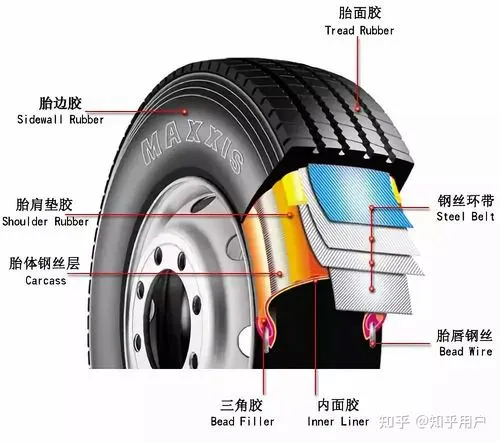 胎面胶
Tread Rubber
胎边胶
Sidewall Rubber
MAXXIS
胎肩垫胶
Shoulder Rubber
钢丝环带
Steel Belt
胎体钢丝层
Carcass
胎唇钢丝
Bead Wire
三角胶
Bead Filler
内面胶
Inner Liner
知乎 @知乎用户